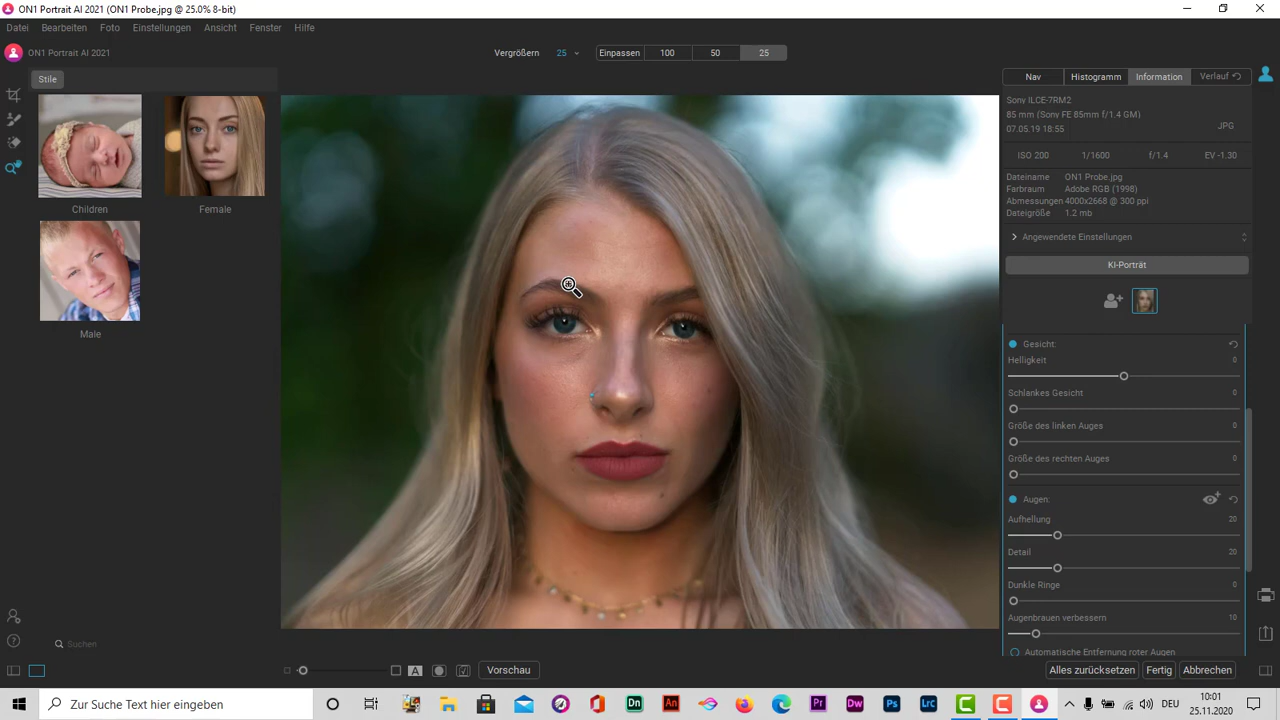 ON1 Portrait AI 2021 (ON1 Probe.jpg) @ 25.0% 8-bit)
Datei Bearbeiten Foto Einstellungen Ansicht Fenster Hilfe
ON1 Portrait AI 2021
Vergrößern 25 Einpassen 100 50 25
Stile
Children
Female
Male
Suchen
Vorschau
Nav Histogramm Information Verlauf
Sony ILCE-7RM2
85 mm (Sony FE 85mm f/1.4 GM)
07.05.19 18:55 JPG
ISO 200 1/1600 f/1.4 EV -1.30
Dateiname ON1 Probe.jpg
Farbraum Adobe RGB (1998)
Abmessungen 4000x2668 @ 300 ppi
Dateigröße 1.2 mb
Angewendete Einstellungen
KI-Porträt
Gesicht:
Helligkeit 0
Schlankes Gesicht 0
Größe des linken Auges 0
Größe des rechten Auges 0
Augen:
Aufhellung 20
Detail 20
Dunkle Ringe 0
Augenbrauen verbessern 10
Automatische Entfernung roter Augen
Alles zurücksetzen Fertig Abbrechen
A
Zur Suche Text hier eingeben
Dn An Pr Dw Ps Lrc
DEU
10:01
25.11.2020